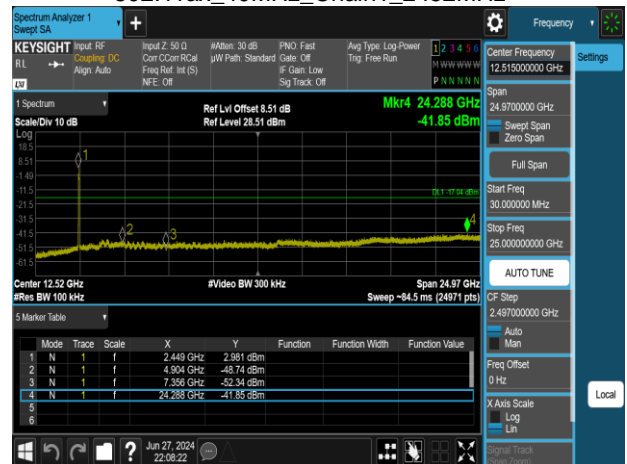 Spectrum Analyzer 1
Swept SA
Frequency
KEYSIGHT
RL
LXI
Input: RF
Coupling: DC
Align: Auto
Input Z: 50 Ω
Corr CCorr RCal
Freq Ref: Int (S)
NFE: Off
#Atten: 30 dB
µW Path: Standard
PNO: Fast
Gate: Off
IF Gain: Low
Sig Track: Off
Avg Type: Log-Power
Trig: Free Run
1 2 3 4 5 6
M W W W W W
P N N N N N
Center Frequency
12.515000000 GHz
Settings
Span
24.9700000 GHz
Swept Span
Zero Span
Full Span
Start Freq
30.000000 MHz
Stop Freq
25.000000000 GHz
AUTO TUNE
CF Step
2.497000000 GHz
Auto
Man
Freq Offset
0 Hz
X Axis Scale
Log
Lin
Signal Track
(Span Zoom)
Local
1 Spectrum
Scale/Div 10 dB
Log
Ref Lvl Offset 8.51 dB
Ref Level 28.51 dBm
Mkr4 24.288 GHz
-41.85 dBm
18.5
8.51
-1.49
-11.5
-21.5
-31.5
-41.5
-51.5
-61.5
1
2
3
4
DL1 -17.04 dBm
Center 12.52 GHz
#Video BW 300 kHz
Span 24.97 GHz
#Res BW 100 kHz
Sweep ~84.5 ms (24971 pts)
5 Marker Table
Mode Trace Scale X Y Function Function Width Function Value
1 N 1 f 2.449 GHz 2.981 dBm
2 N 1 f 4.904 GHz -48.74 dBm
3 N 1 f 7.356 GHz -52.34 dBm
4 N 1 f 24.288 GHz -41.85 dBm
5
6
?
Jun 27, 2024
22:08:22